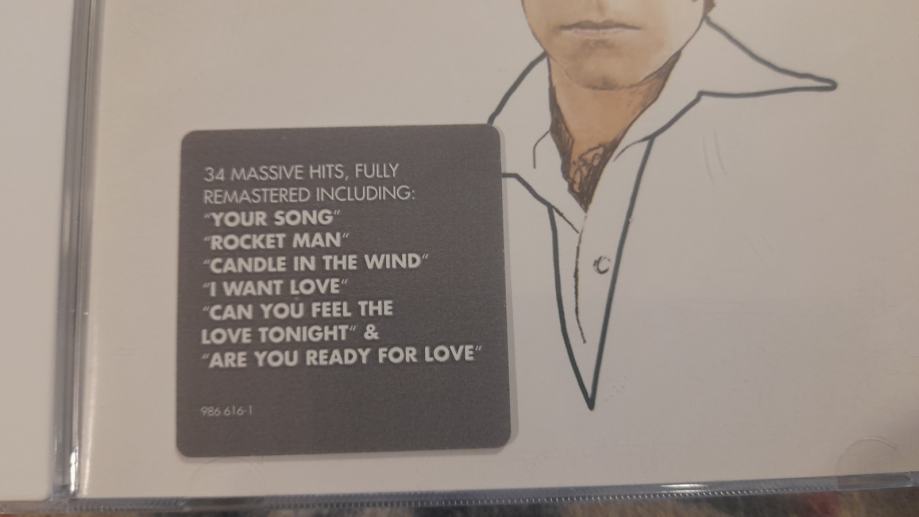 34 MASSIVE HITS, FULLY
REMASTERED INCLUDING:
"YOUR SONG"
"ROCKET MAN"
"CANDLE IN THE WIND"
"I WANT LOVE"
"CAN YOU FEEL THE
LOVE TONIGHT" &
"ARE YOU READY FOR LOVE"
986 616-1